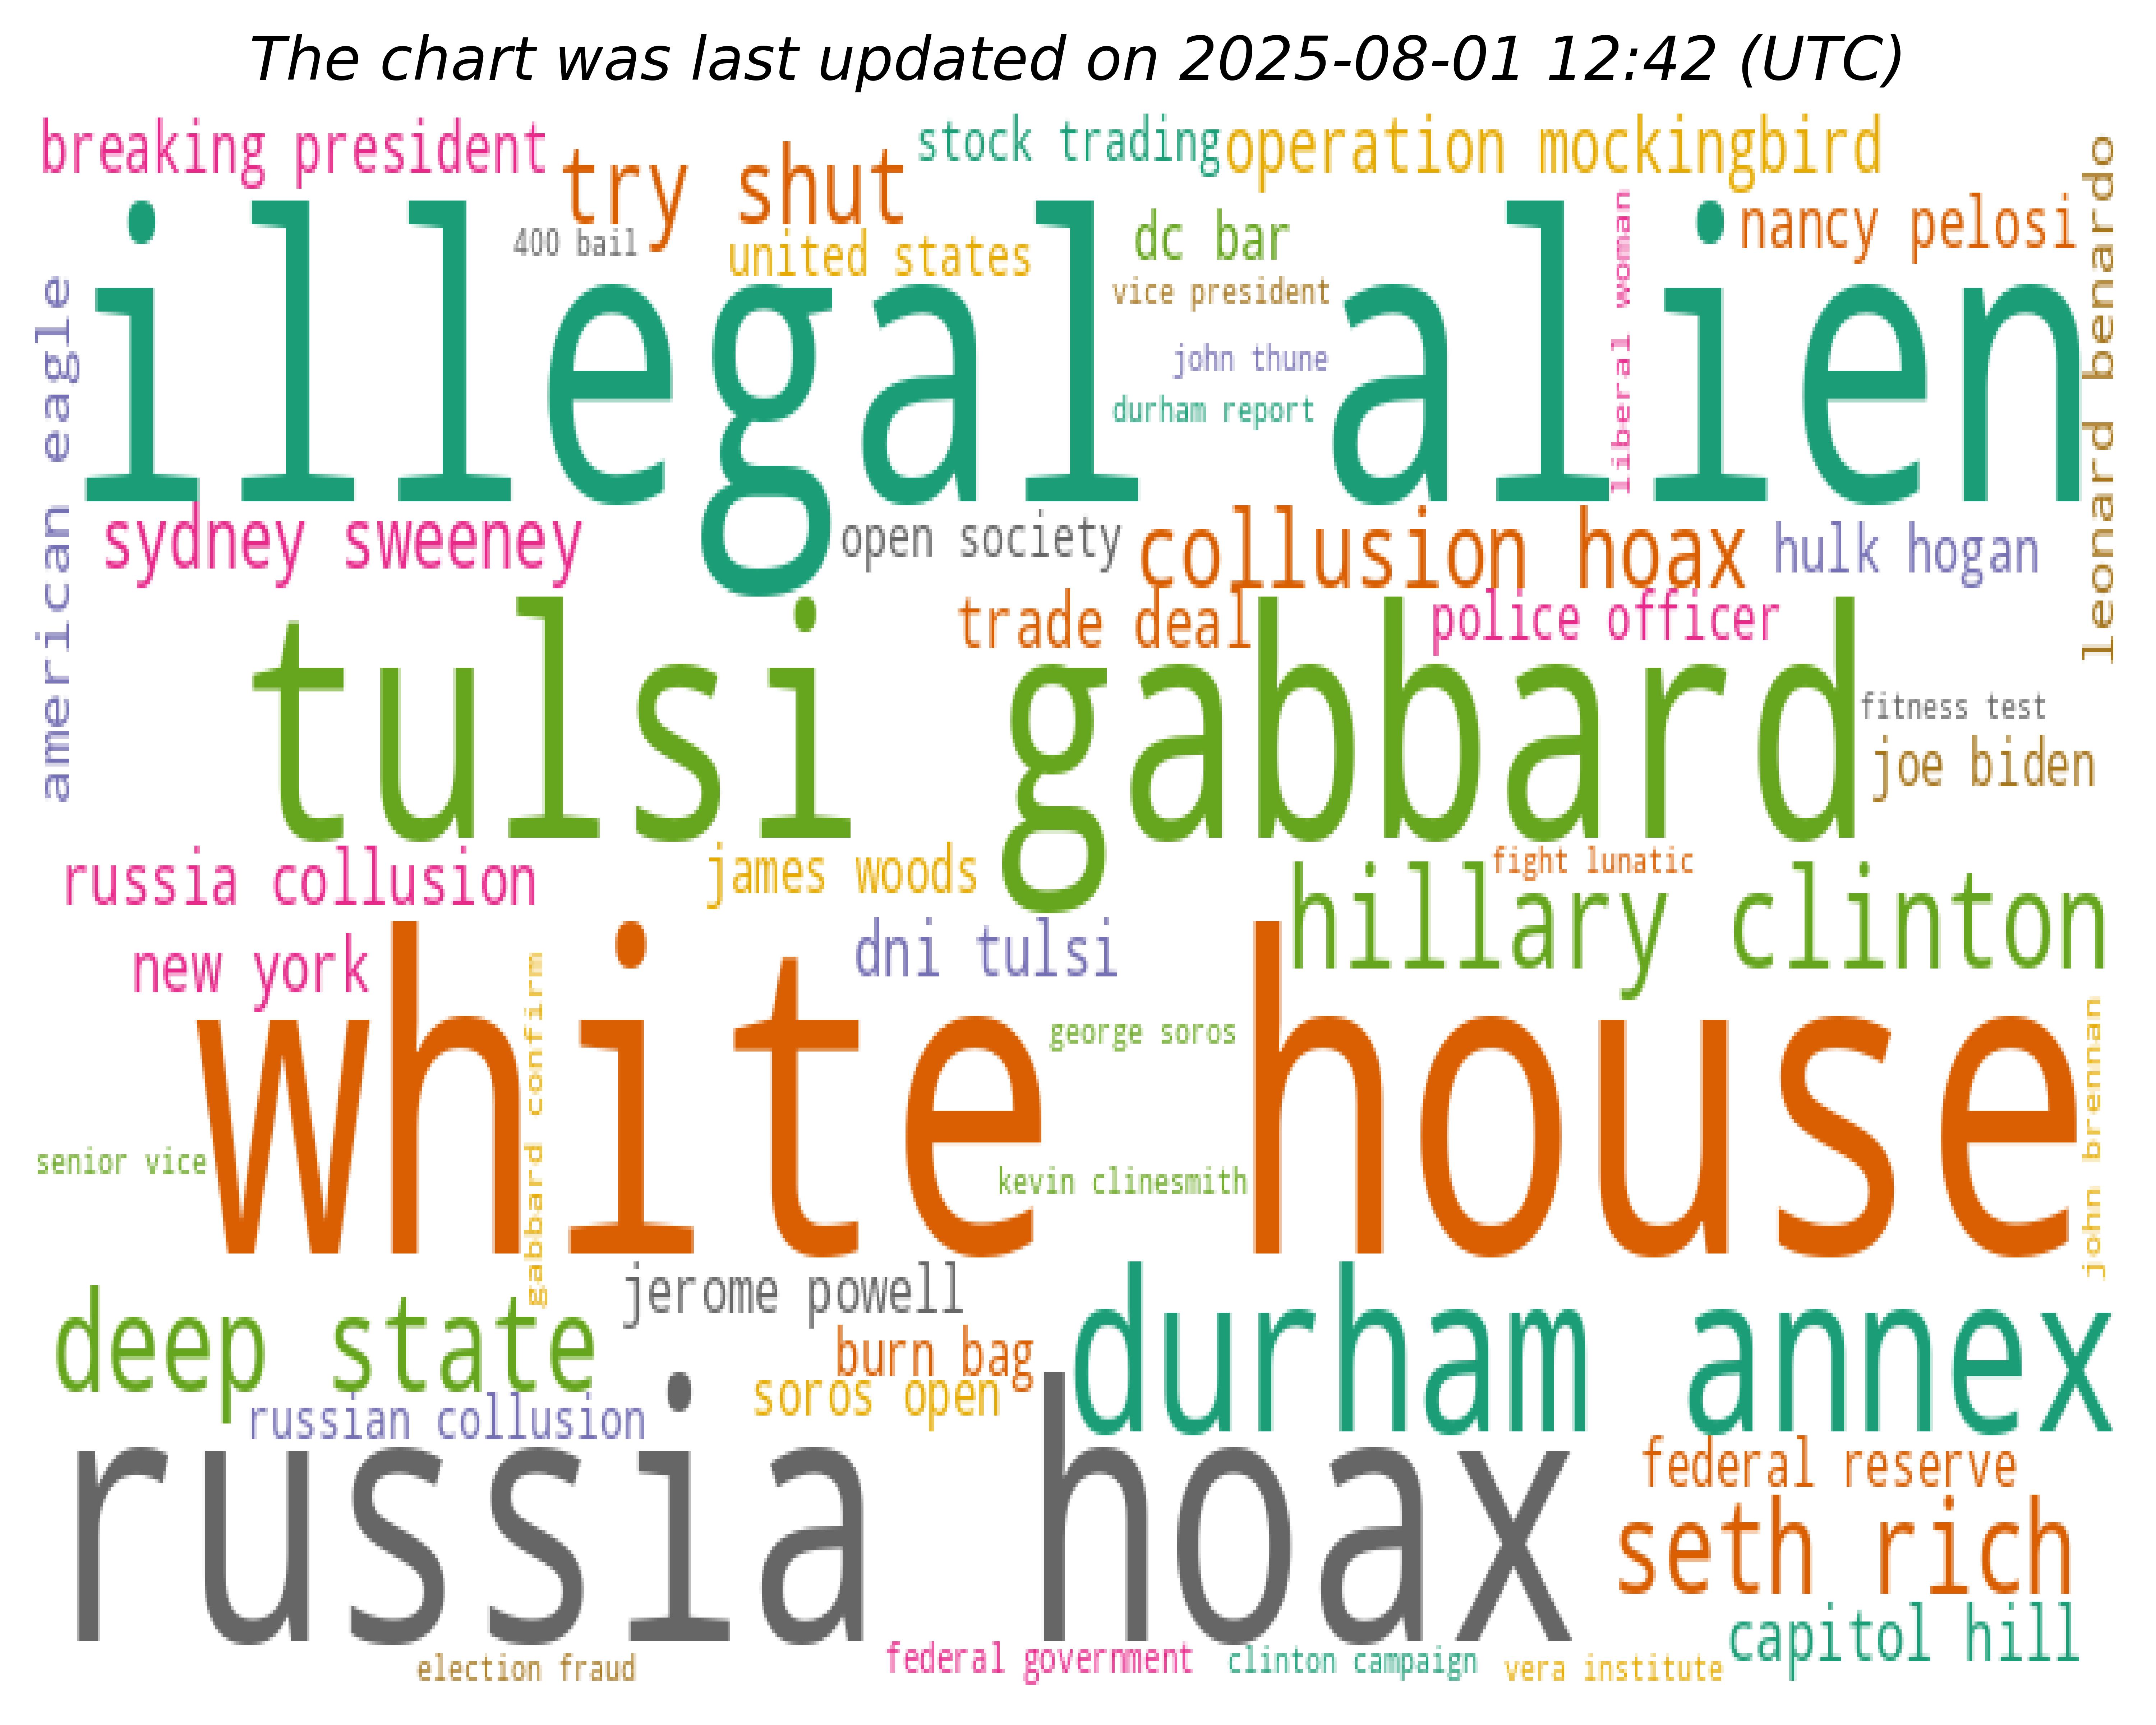 The chart was last updated on 2025-08-01 12:42 (UTC)
breaking president
try shut
stock trading
operation mockingbird
leonard benardo
nancy pelosi
400 bail
united states
dc bar
liberal woman
illegal alien
vice president
john thune
durham report
american eagle
sydney sweeney
open society
collusion hoax
hulk hogan
trade deal
police officer
tulsi gabbard
fitness test
joe biden
russia collusion
james woods
fight lunatic
hillary clinton
new york
dni tulsi
gabbard confirm
white house
george soros
john brennan
senior vice
kevin clinesmith
deep state
jerome powell
burn bag
durham annex
soros open
russian collusion
russia hoax
federal reserve
seth rich
capitol hill
election fraud
federal government
clinton campaign
vera institute